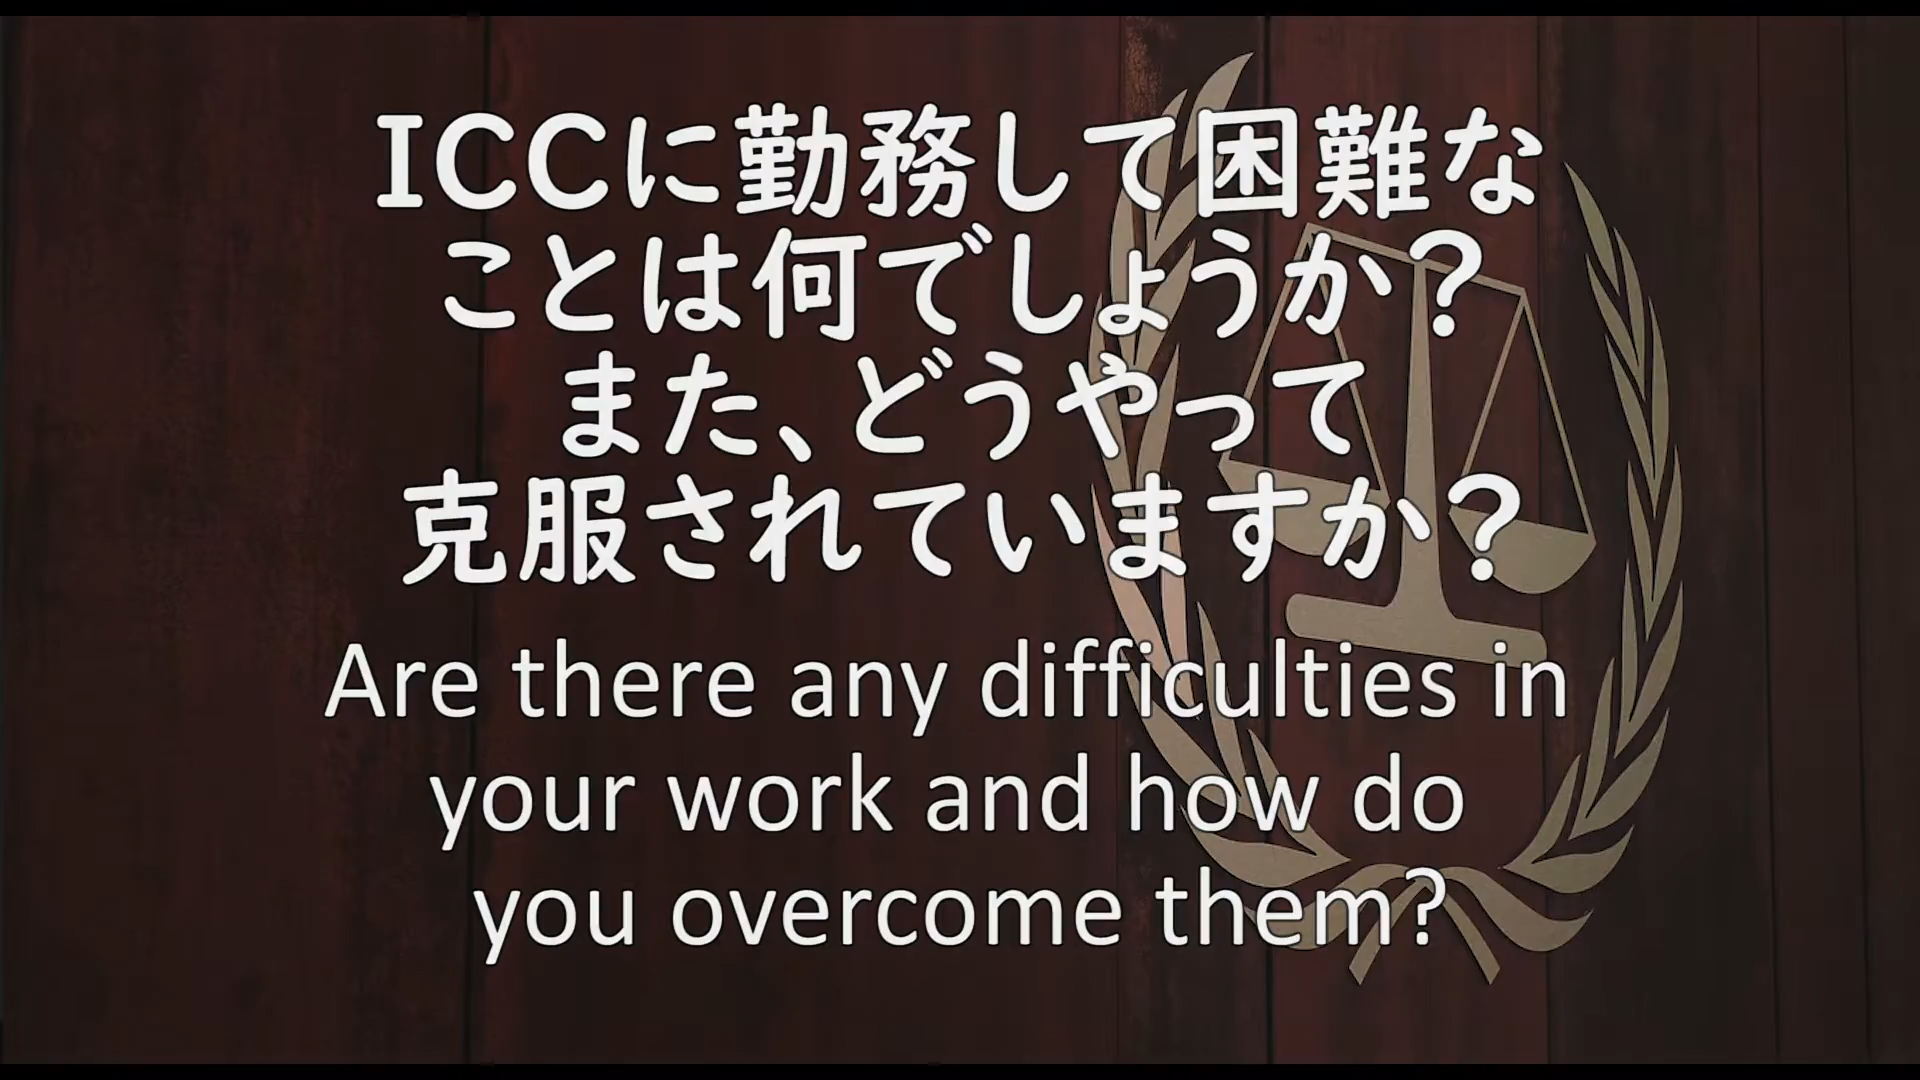 ICCに勤務して困難な
ことは何でしょうか？
また、どうやって
克服されていますか？
Are there any difficulties in
your work and how do
you overcome them?